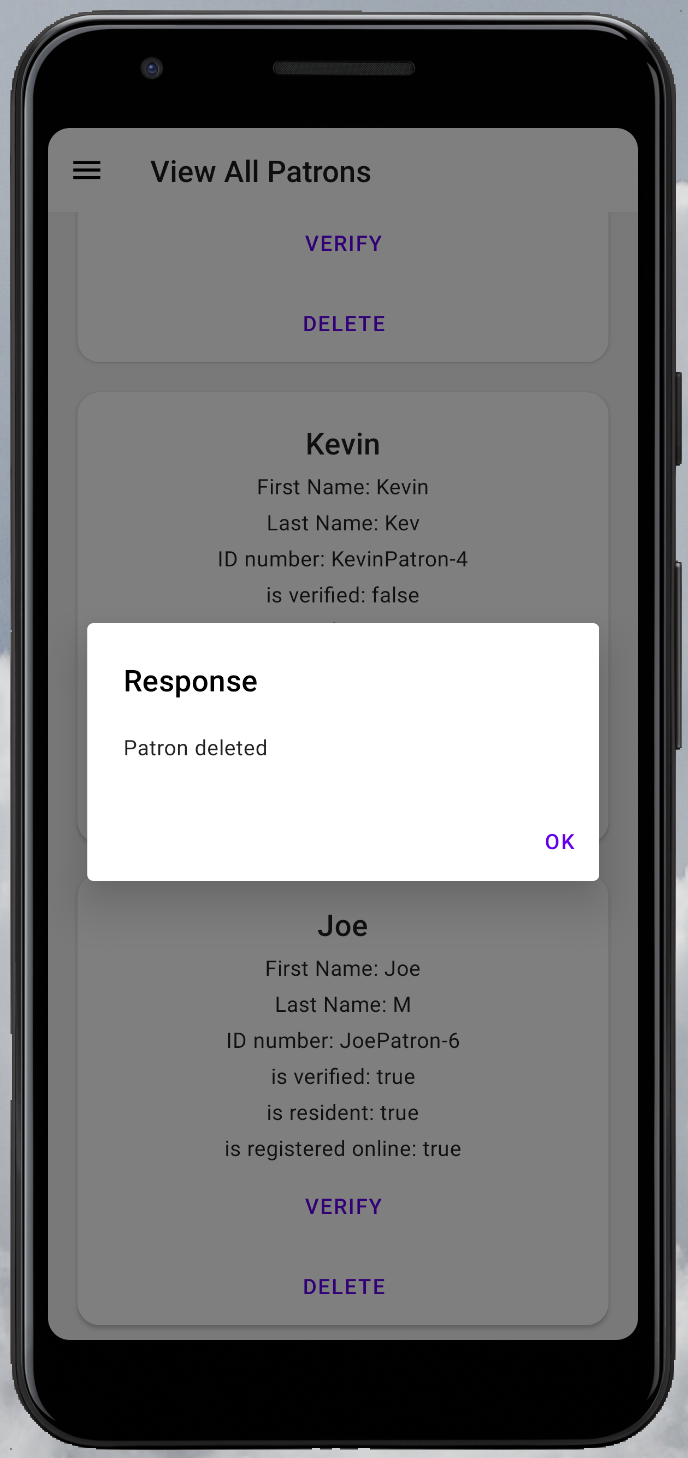 View All Patrons
VERIFY
DELETE
Kevin
First Name: Kevin
Last Name: Kev
ID number: KevinPatron-4
is verified: false
Response
Patron deleted
OK
Joe
First Name: Joe
Last Name: M
ID number: JoePatron-6
is verified: true
is resident: true
is registered online: true
VERIFY
DELETE